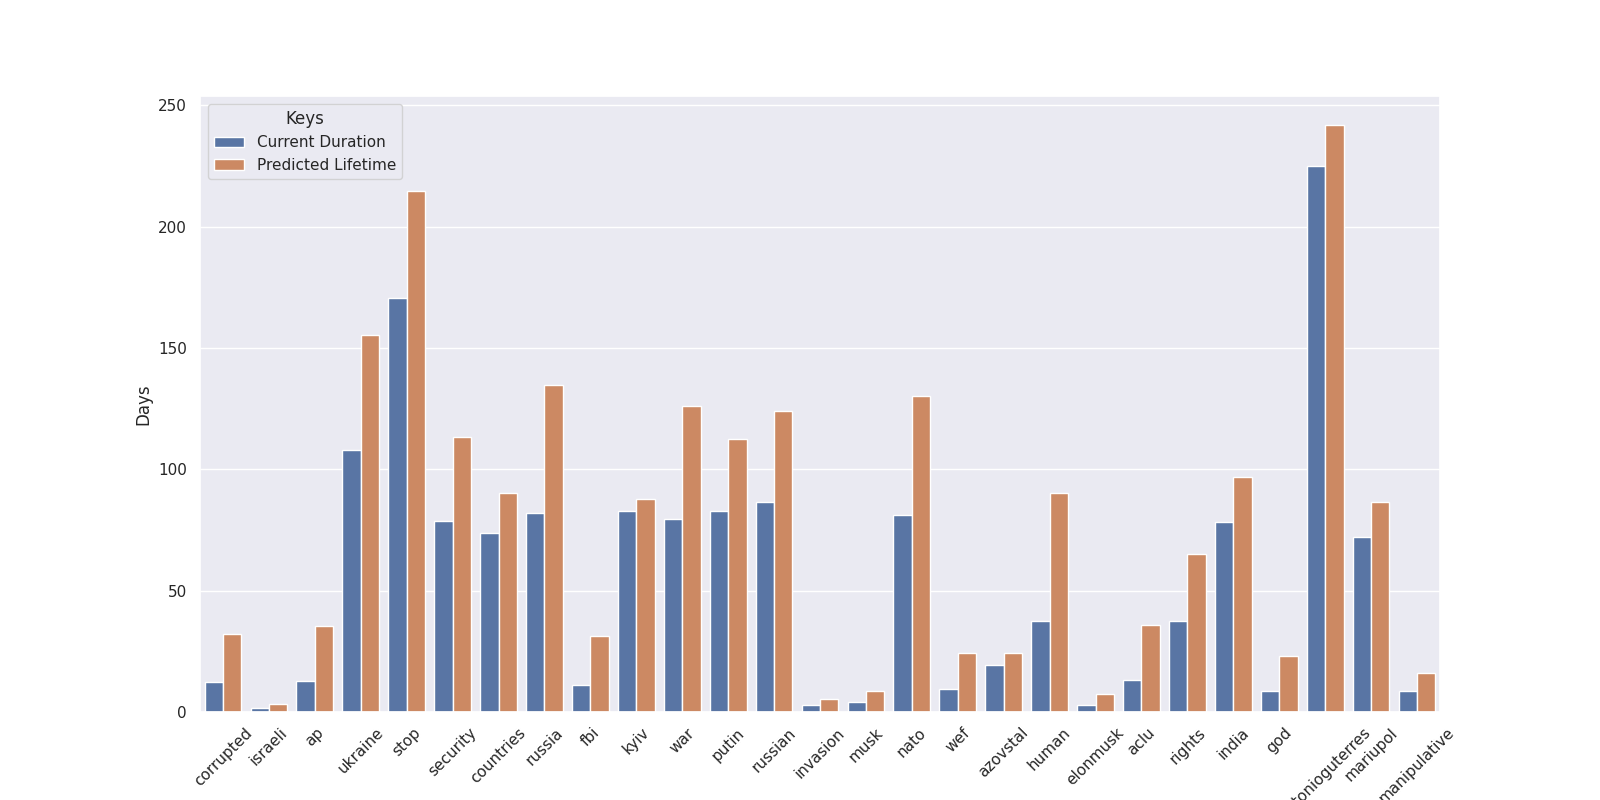 Keys
Current Duration
Predicted Lifetime
250
200
150
100
50
0
Days
corrupted
israeli
ap
ukraine
stop
security
countries
russia
fbi
kyiv
war
putin
russian
invasion
musk
nato
wef
azovstal
human
elonmusk
aclu
rights
india
god
tonioguterres
mariupol
manipulative